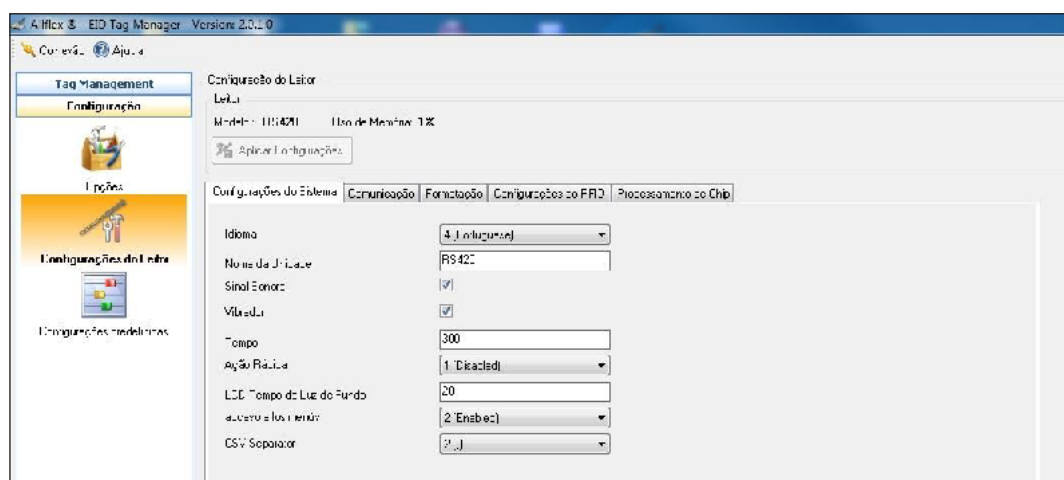 Allflex & EID Tag Manager Version: 2.0.1.0
Conexão Ajuda
Tag Management
Configuração
Opções
Configurações do Leitor
Configurações predefinidas
Configuração do Leitor
Leitor
Modelo: RS420 Uso de Memória: 1%
Aplicar Configurações
Configurações do Sistema Comunicação Formatação Configurações do RFID Processamento de Chip
Idioma 4 (Portuguese)
Nome da Unidade RS420
Sinal Sonoro
Vibrador
Tempo 300
Ação Rápida 1 (Disabled)
LCD Tempo de Luz de Fundo 20
acceso a los menús 2 (Enabled)
CSV Separator